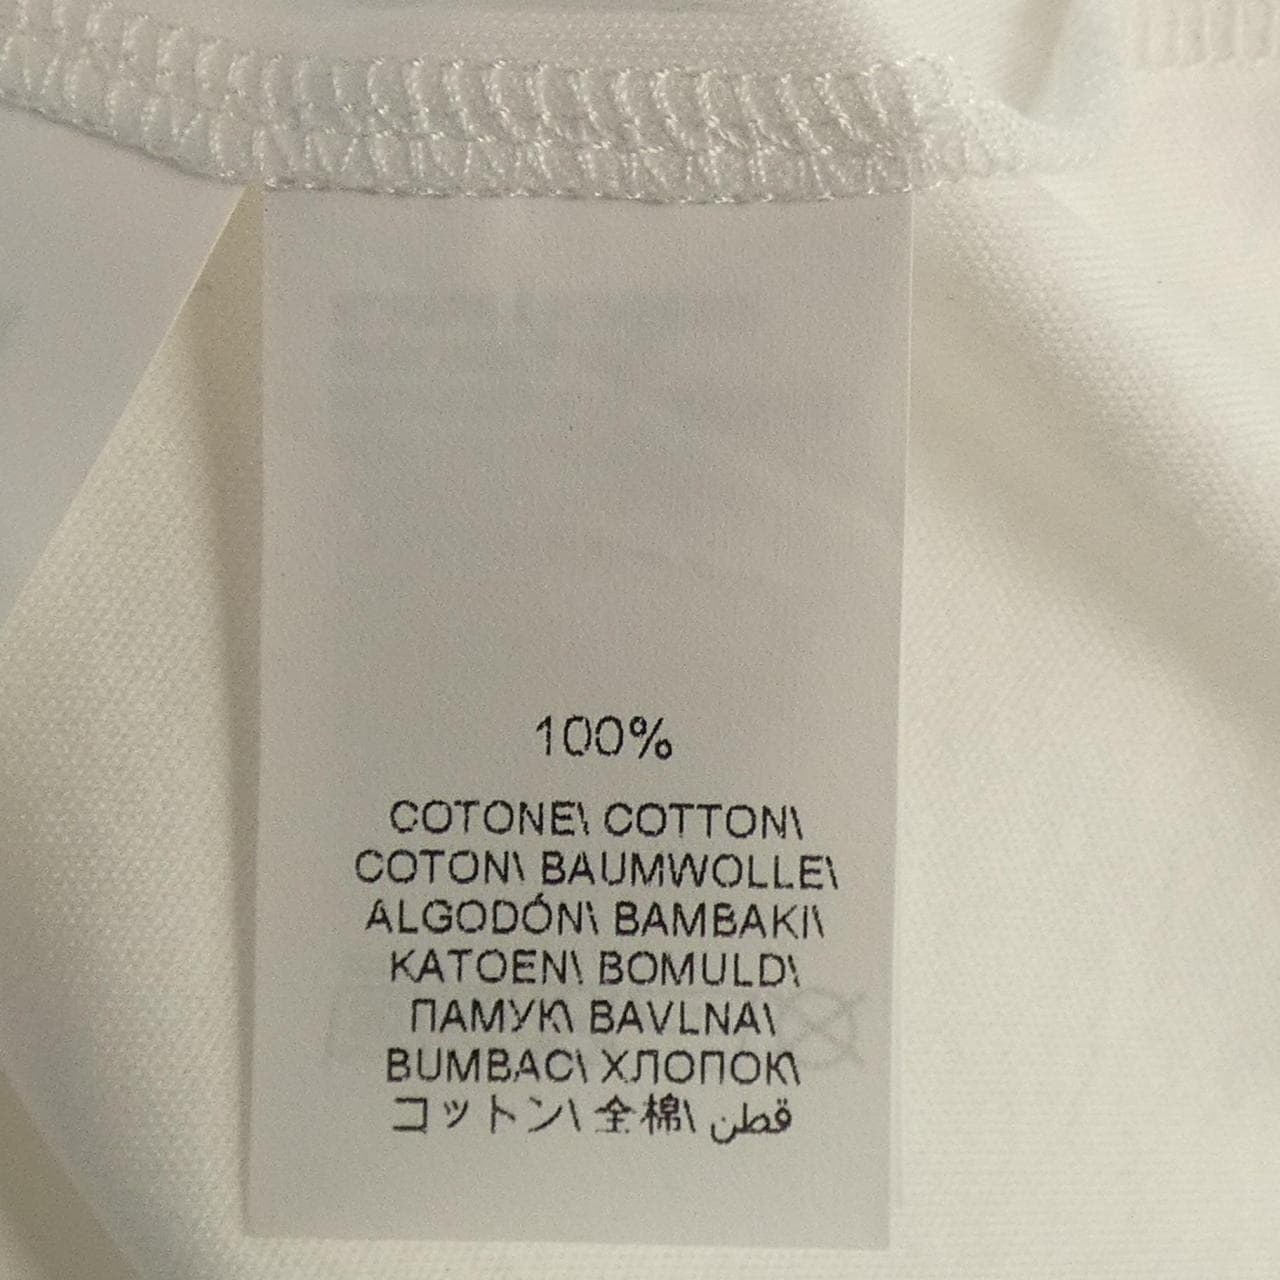 100%
COTONE\ COTTON\
COTON\ BAUMWOLLE\
ALGODÓN\ BAMBAKI\
KATOEN\ BOMULD\
ПАМУК\ BAVLNA\
BUMBAC\ ХЛОПОК\
コットン\ 全棉\ قطن